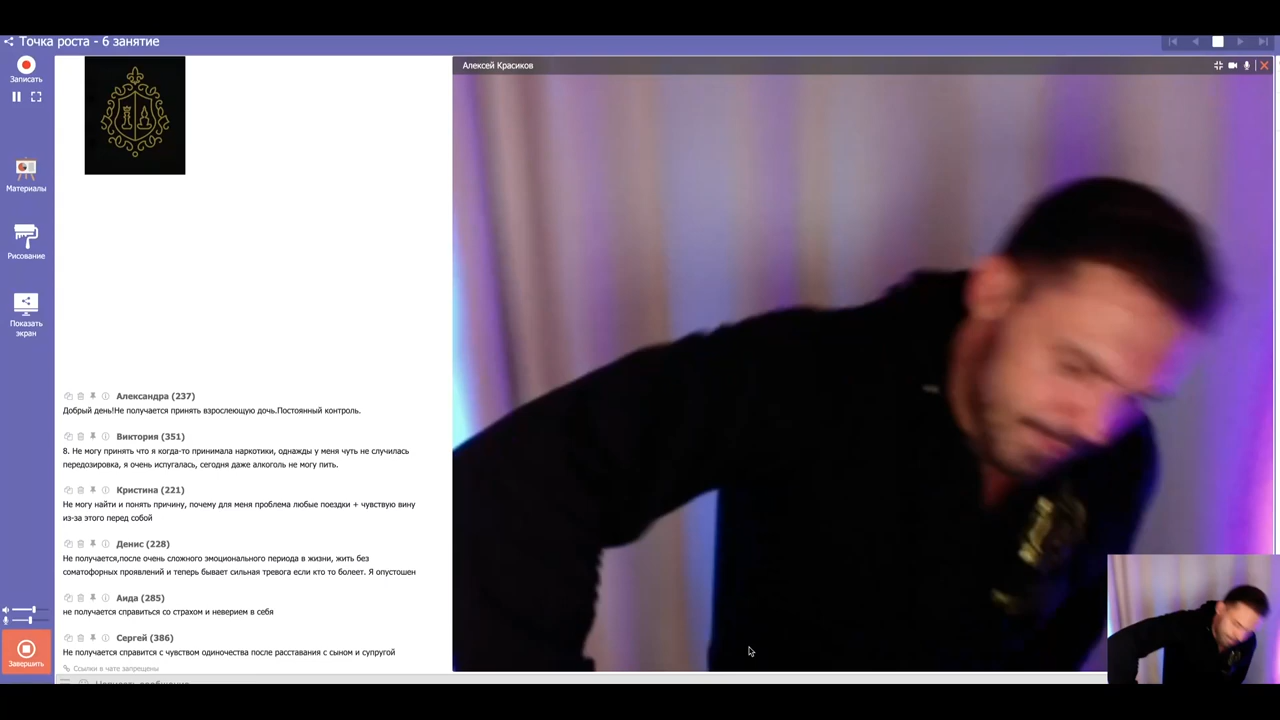 Точка роста - 6 занятие
Записать
Материалы
Рисование
Показать
экран
Завершить
Алексей Красиков
Александра (237)
Добрый день!Не получается принять взрослеющую дочь.Постоянный контроль.
Виктория (351)
8. Не могу принять что я когда-то принимала наркотики, однажды у меня чуть не случилась
передозировка, я очень испугалась, сегодня даже алкоголь не могу пить.
Кристина (221)
Не могу найти и понять причину, почему для меня проблема любые поездки + чувствую вину
из-за этого перед собой
Денис (228)
Не получается,после очень сложного эмоционального периода в жизни, жить без
соматофорных проявлений и теперь бывает сильная тревога если кто то болеет. Я опустошен
Аида (285)
не получается справиться со страхом и неверием в себя
Сергей (386)
Не получается справится с чувством одиночества после расставания с сыном и супругой
Ссылки в чате запрещены